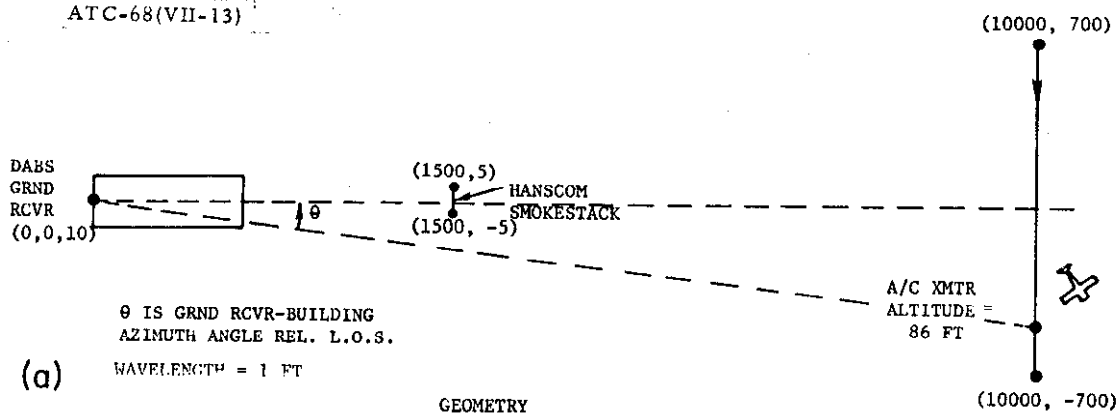 ATC-68(VII-13)
(10000, 700)
DABS
GRND
RCVR
(0,0,10)
θ
(1500,5)
HANSCOM
SMOKESTACK
(1500, -5)
A/C XMTR
ALTITUDE =
86 FT
θ IS GRND RCVR-BUILDING
AZIMUTH ANGLE REL. L.O.S.
(a)
WAVELENGTH = 1 FT
GEOMETRY
(10000, -700)